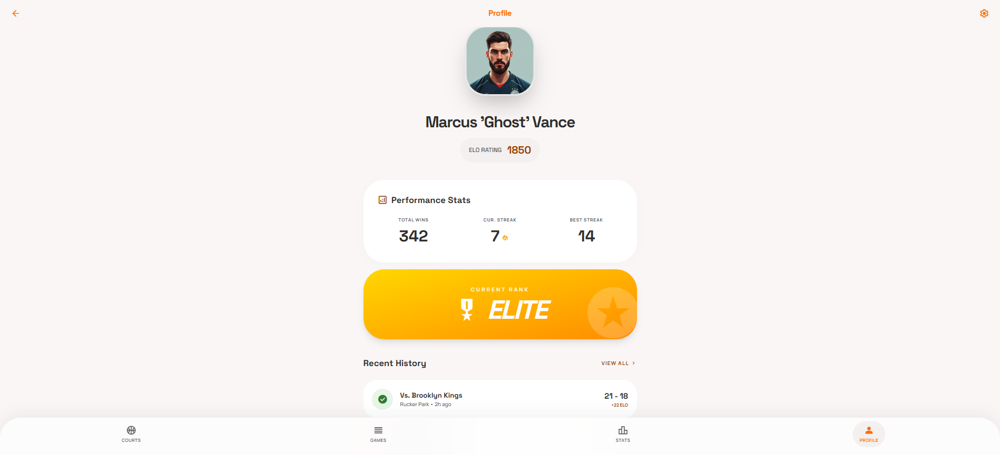 Profile
Marcus 'Ghost' Vance
ELO RATING 1850
Performance Stats
TOTAL WINS
342
CUR. STREAK
7
BEST STREAK
14
CURRENT RANK
ELITE
Recent History
VIEW ALL
Vs. Brooklyn Kings
Rucker Park • 2h ago
21 - 18
+22 ELO
COURTS
GAMES
STATS
PROFILE